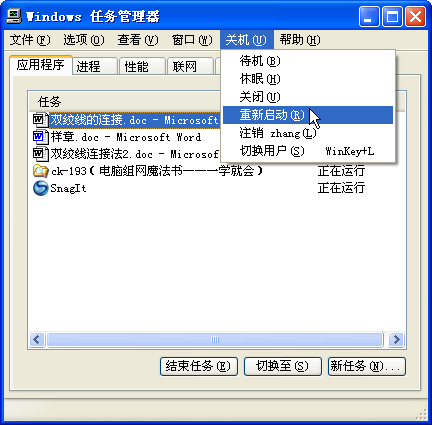 Windows 任务管理器
文件(F) 选项(O) 查看(V) 窗口(W) 关机(U) 帮助(H)
应用程序 进程 性能 联网
待机(B)
休眠(H)
关闭(U)
重新启动(R)
注销 zhang(L)
切换用户(S) WinKey+L
任务
双绞线的连接.doc - Microsoft
祥章.doc - Microsoft Word
双绞线连接法2.doc - Microsoft
ck-193（电脑组网魔法书———一学就会） 正在运行
SnagIt 正在运行
结束任务(E) 切换至(S) 新任务(N)...